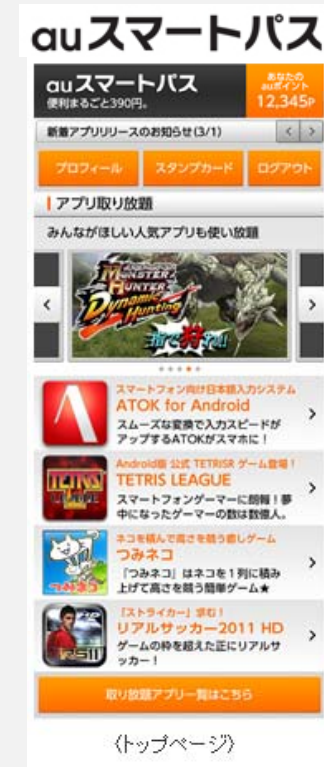 auスマートパス
auスマートパス
便利まるごと390円。
あなたの
auポイント
12,345P
新着アプリリリースのお知らせ(3/1)
プロフィール
スタンプカード
ログアウト
アプリ取り放題
みんながほしい人気アプリも使い放題
MONSTER HUNTER
Dynamic
Hunting
指で狩れ!!
スマートフォン向け日本語入力システム
ATOK for Android
スムーズな変換で入力スピードが
アップするATOKがスマホに!
TETRIS
LEAGUE
Android版 公式 TETRISR ゲーム登場!
TETRIS LEAGUE
スマートフォンゲーマーに朗報!夢
中になったゲーマーの数は数億人。
つみネコ
ネコを積んで高さを競う癒しゲーム
つみネコ
「つみネコ」はネコを1列に積み
上げて高さを競う簡単ゲーム★
RS11
「ストライカー」求む!
リアルサッカー2011 HD
ゲームの枠を超えた正にリアルサ
ッカー!
取り放題アプリ一覧はこちら
〈トップページ〉